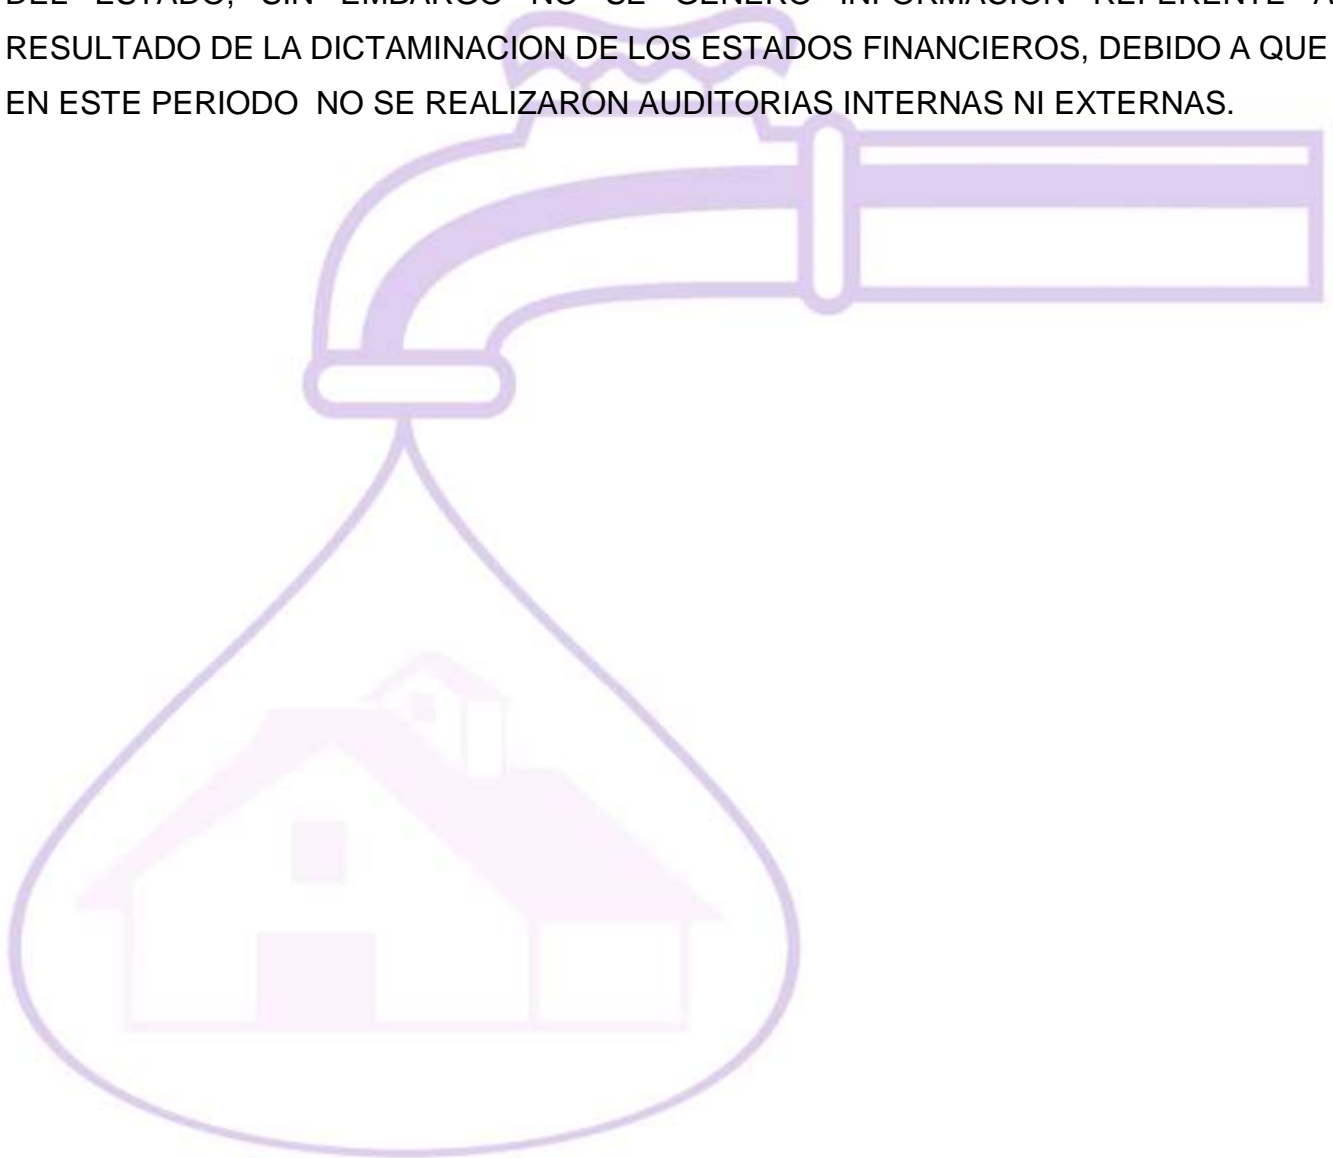 DEL ESTADO, SIN EMBARGO NO SE GENERO INFORMACION REFERENTE A
RESULTADO DE LA DICTAMINACION DE LOS ESTADOS FINANCIEROS, DEBIDO A QUE
EN ESTE PERIODO NO SE REALIZARON AUDITORIAS INTERNAS NI EXTERNAS.